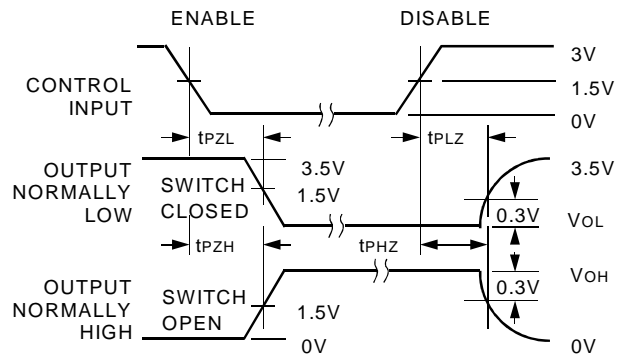 ENABLE DISABLE
3V
CONTROL INPUT
1.5V
0V
tPZL tPLZ
OUTPUT NORMALLY LOW
SWITCH CLOSED
3.5V
1.5V
3.5V
0.3V
VOL
tPZH tPHZ
OUTPUT NORMALLY HIGH
SWITCH OPEN
1.5V
0V
VOH
0.3V
0V